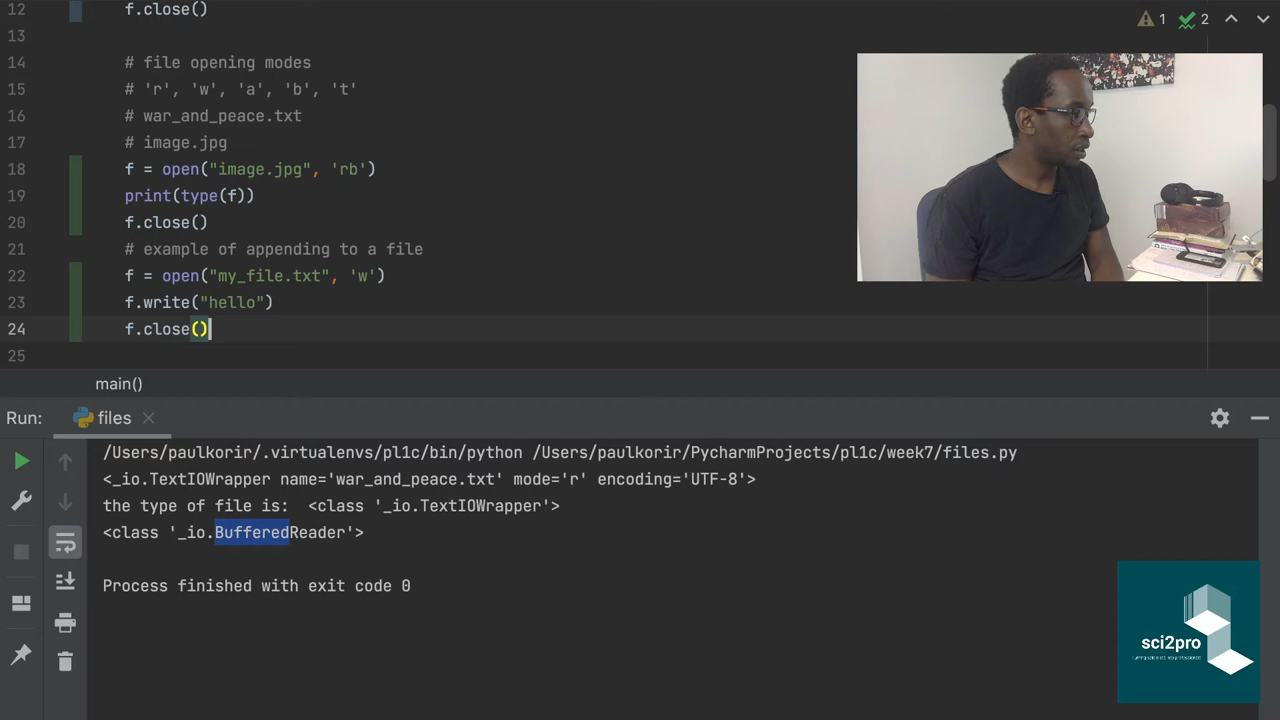 12 f.close()
1 2
13
14 # file opening modes
15 # 'r', 'w', 'a', 'b', 't'
16 # war_and_peace.txt
17 # image.jpg
18 f = open("image.jpg", 'rb')
19 print(type(f))
20 f.close()
21 # example of appending to a file
22 f = open("my_file.txt", 'w')
23 f.write("hello")
24 f.close()
25
main()
Run: files
/Users/paulkorir/.virtualenvs/pl1c/bin/python /Users/paulkorir/PycharmProjects/pl1c/week7/files.py
<_io.TextIOWrapper name='war_and_peace.txt' mode='r' encoding='UTF-8'>
the type of file is:  <class '_io.TextIOWrapper'>
<class '_io.BufferedReader'>
Process finished with exit code 0
sci2pro